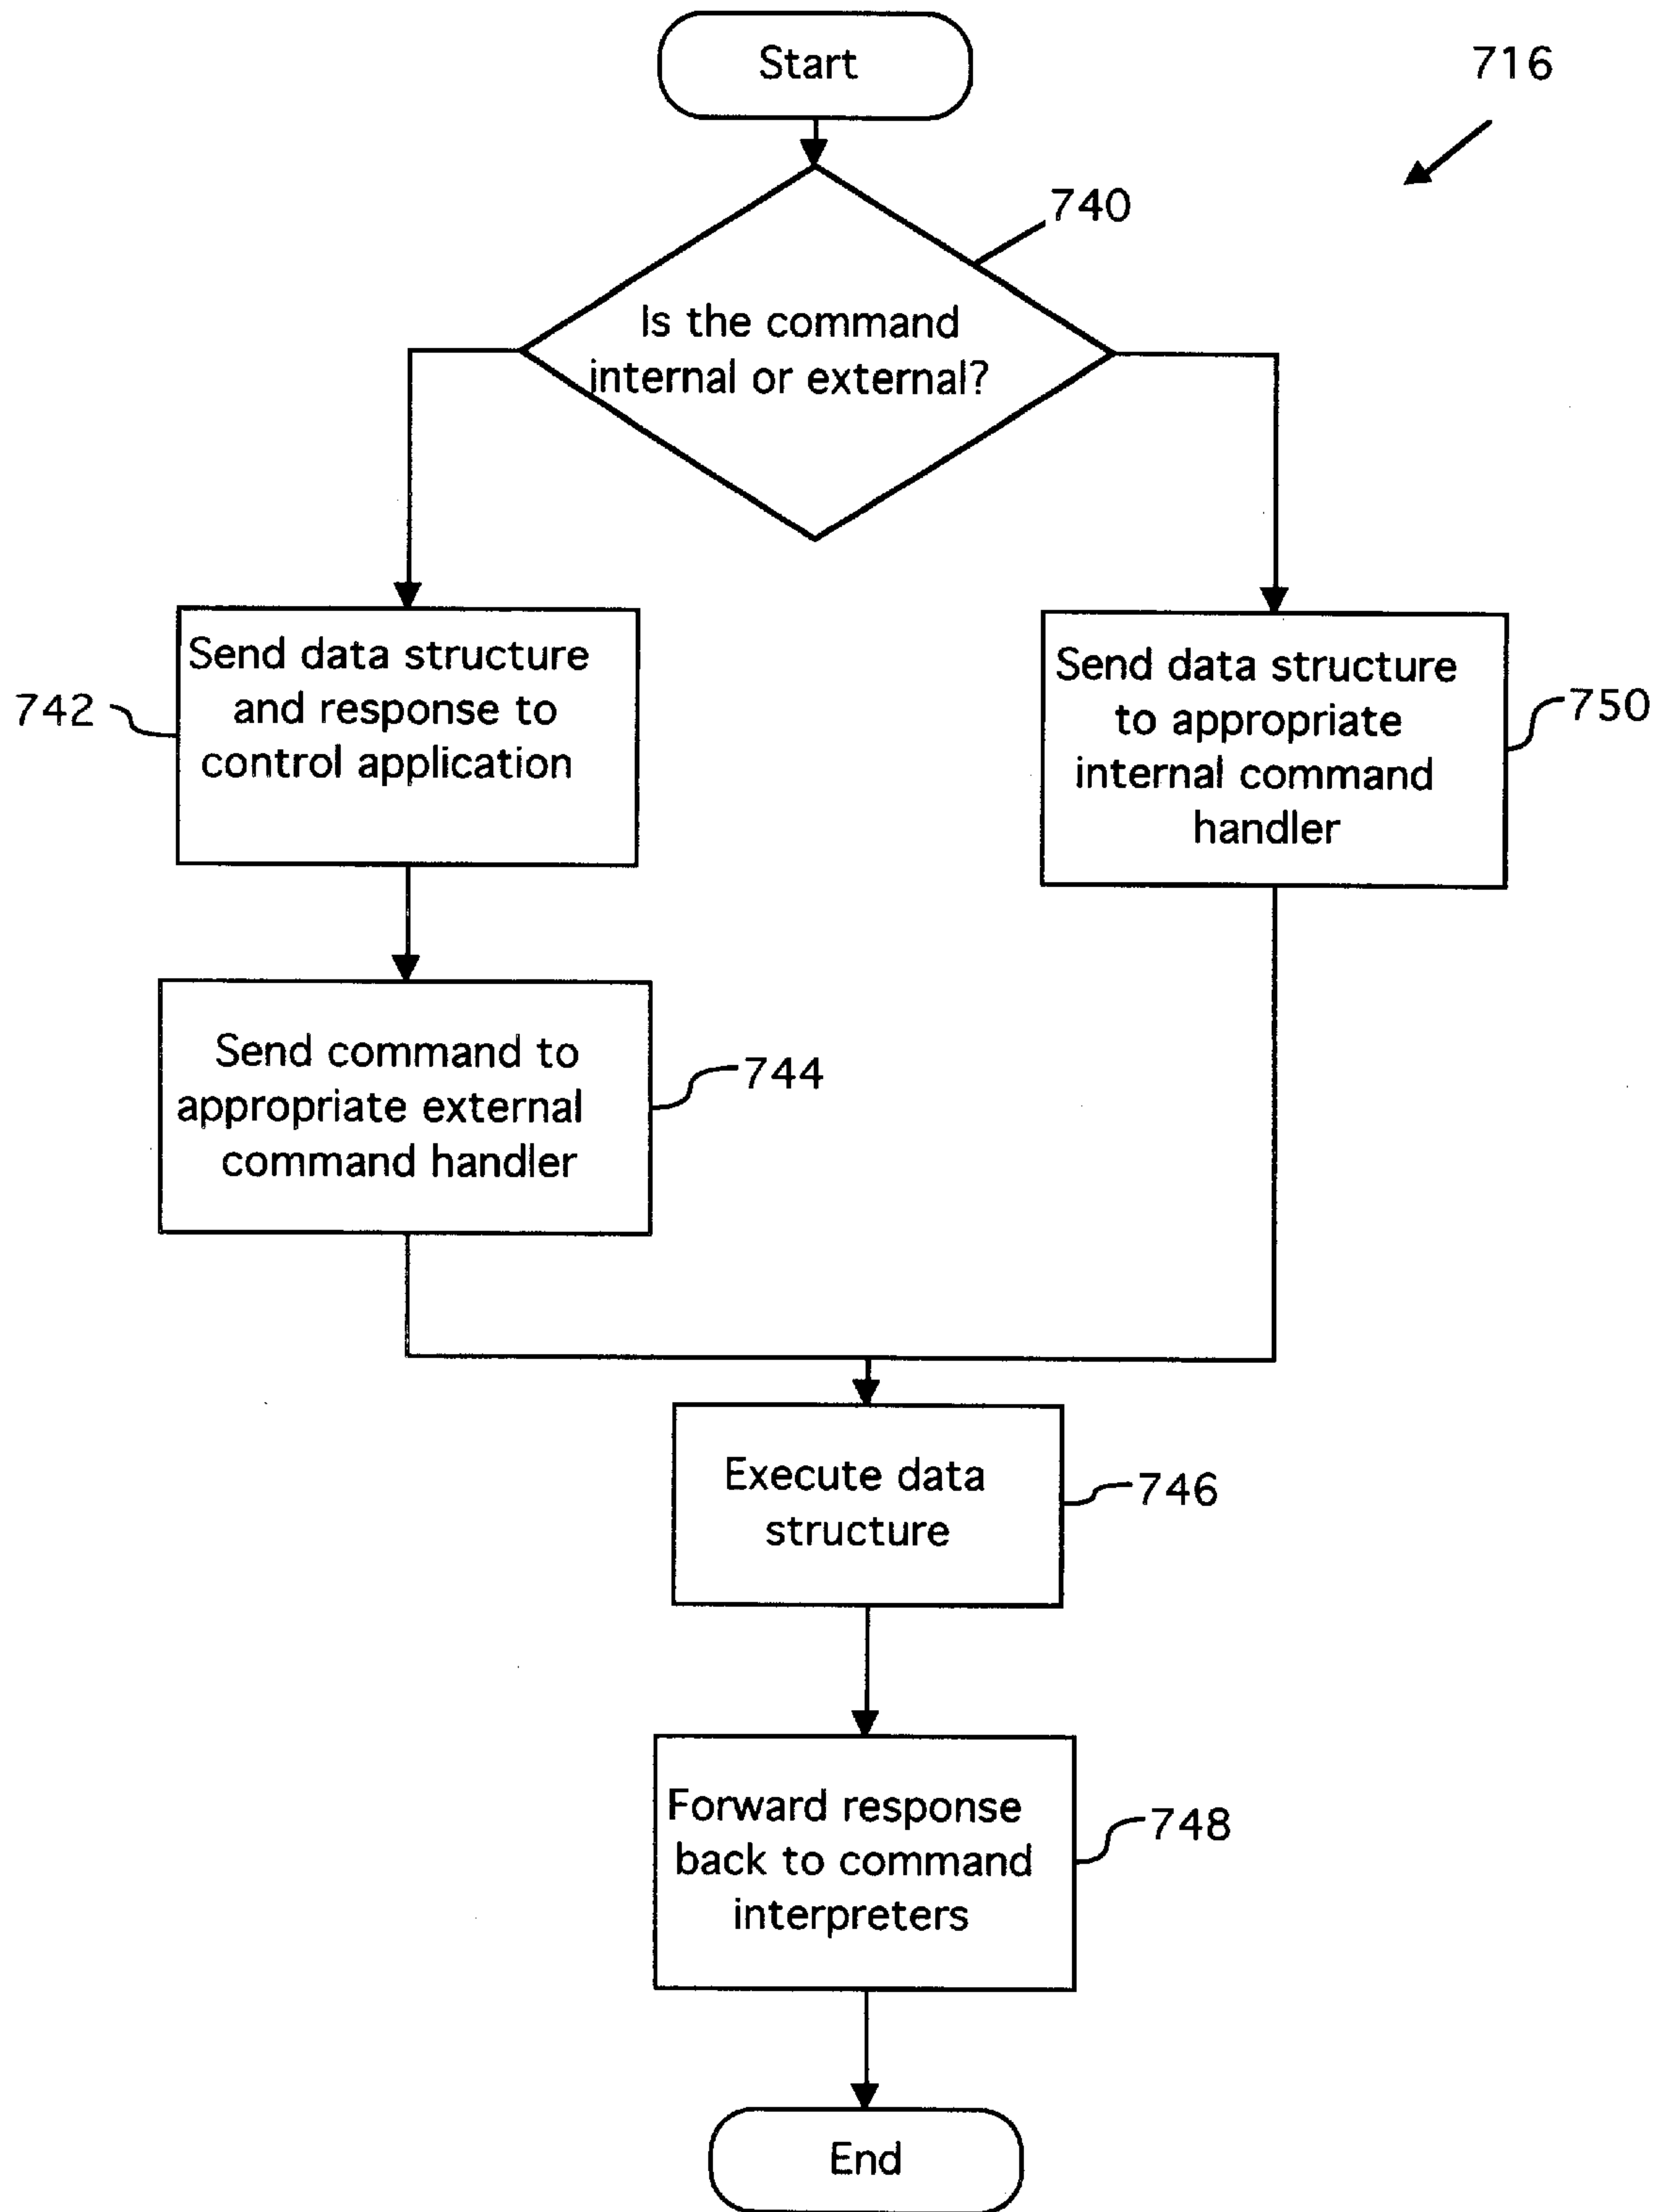 Start
716
740
Is the command
internal or external?
Send data structure
and response to
control application
742
Send data structure
to appropriate
internal command
handler
750
Send command to
appropriate external
command handler
744
Execute data
structure
746
Forward response
back to command
interpreters
748
End